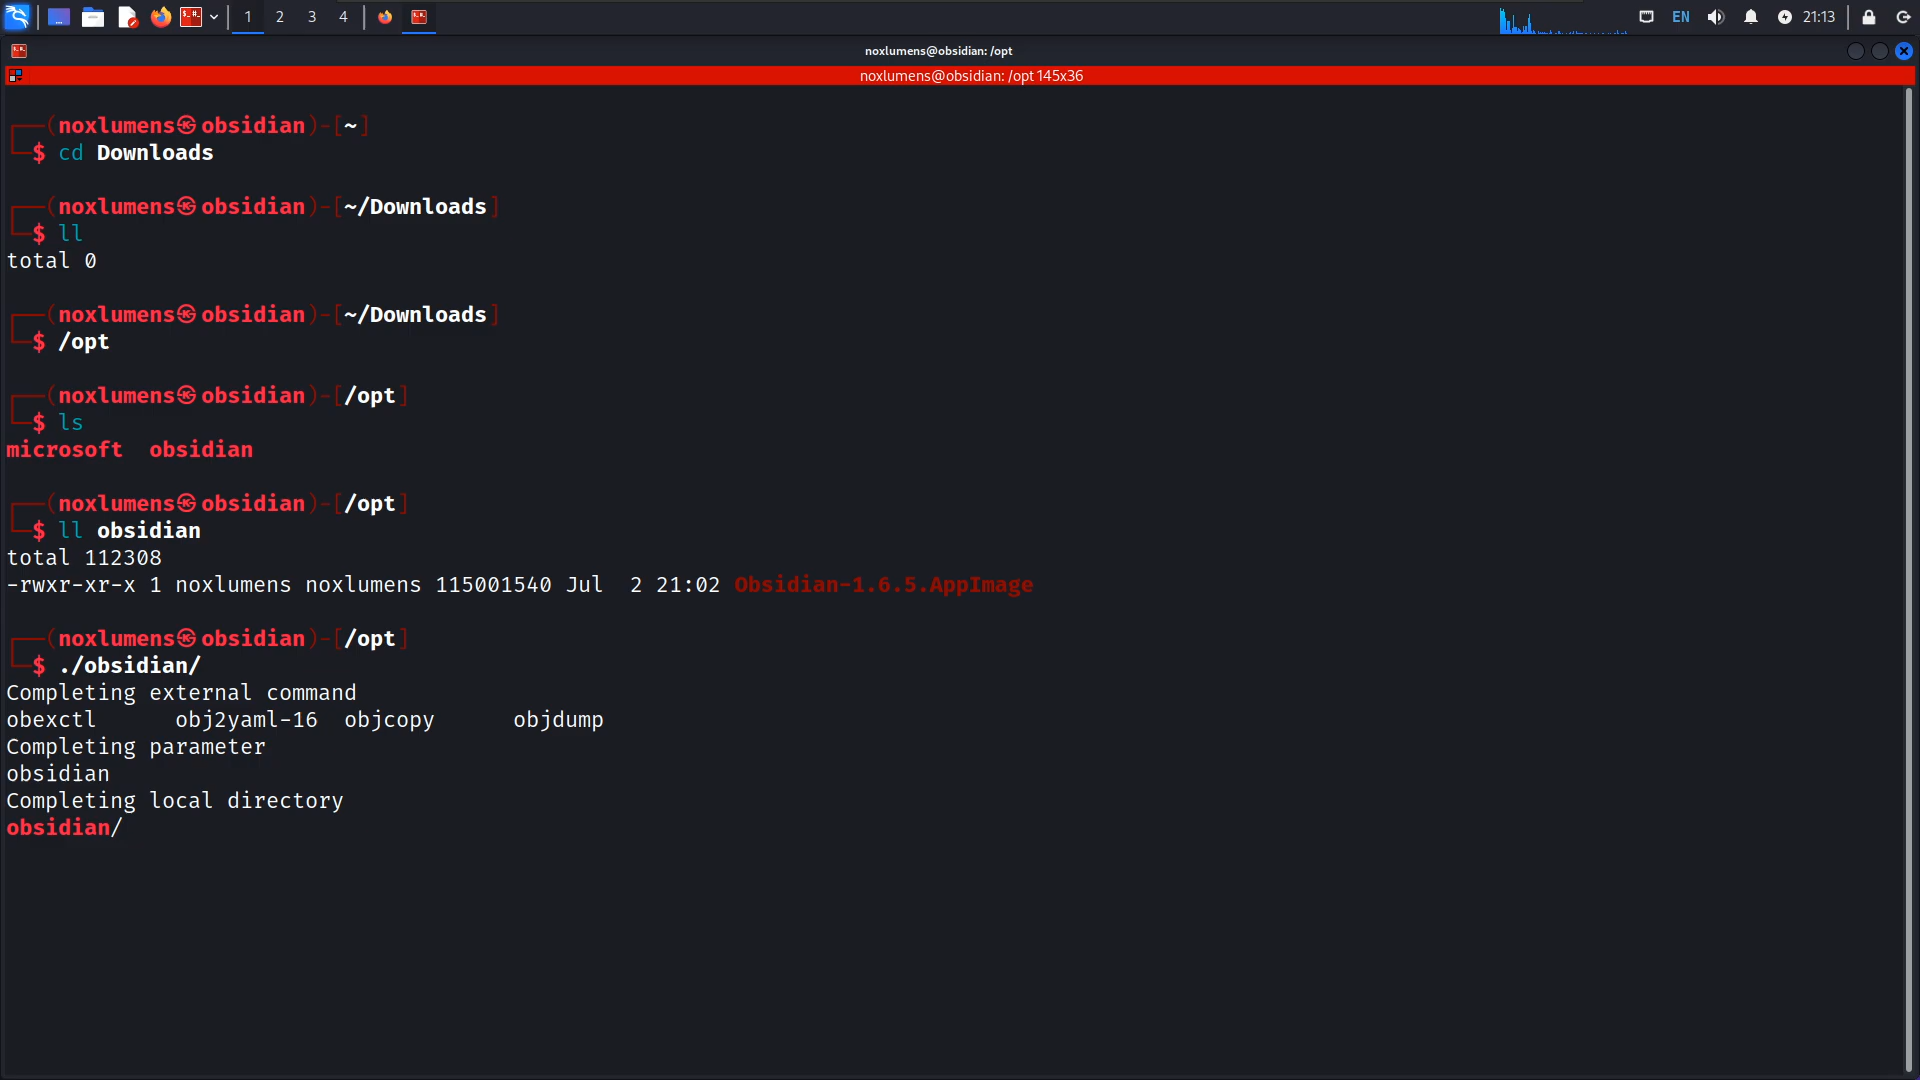 1 2 3 4 EN 21:13
noxlumens@obsidian: /opt
noxlumens@obsidian: /opt 145x36
┌──(noxlumens㉿obsidian)-[~]
└─$ cd Downloads
┌──(noxlumens㉿obsidian)-[~/Downloads]
└─$ ll
total 0
┌──(noxlumens㉿obsidian)-[~/Downloads]
└─$ /opt
┌──(noxlumens㉿obsidian)-[/opt]
└─$ ls
microsoft  obsidian
┌──(noxlumens㉿obsidian)-[/opt]
└─$ ll obsidian
total 112308
-rwxr-xr-x 1 noxlumens noxlumens 115001540 Jul  2 21:02 Obsidian-1.6.5.AppImage
┌──(noxlumens㉿obsidian)-[/opt]
└─$ ./obsidian/
Completing external command
obexctl      obj2yaml-16  objcopy      objdump
Completing parameter
obsidian
Completing local directory
obsidian/